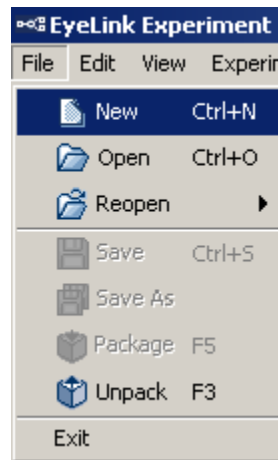 EyeLink Experiment
File Edit View
New Ctrl+N
Open Ctrl+O
Reopen
Save Ctrl+S
Save As
Package F5
Unpack F3
Exit